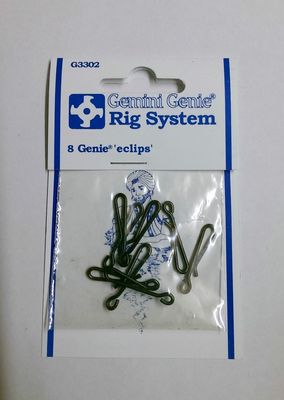 G3302
Gemini Genie®
Rig System
8 Genie® 'eclips'